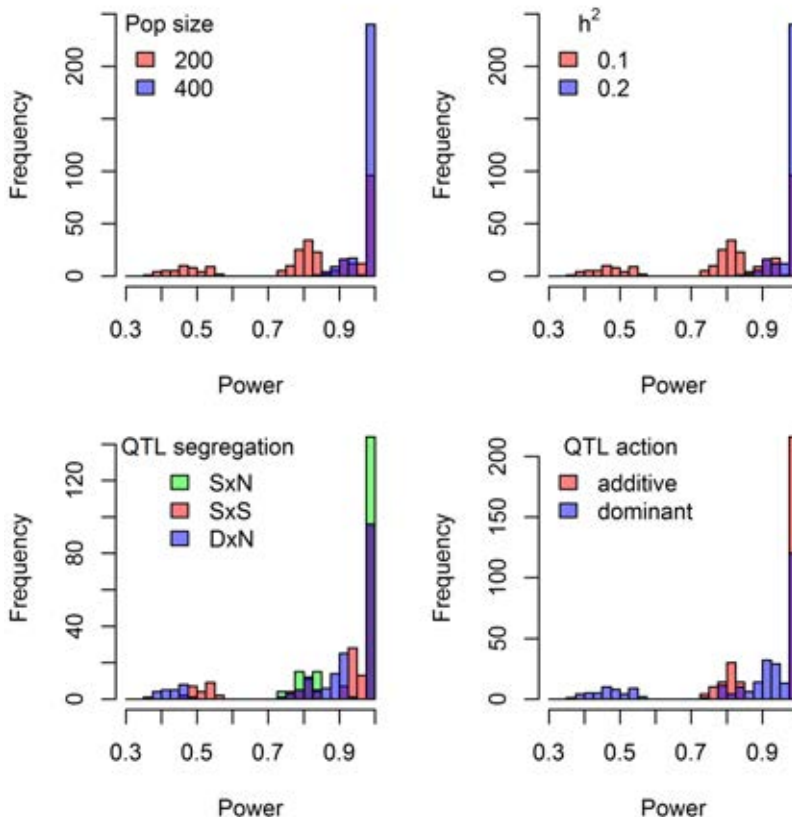 Pop size
200
400
Frequency
0 50 100 200
0.3 0.5 0.7 0.9
Power
h2
0.1
0.2
Frequency
0 50 100 200
0.3 0.5 0.7 0.9
Power
QTL segregation
SxN
SxS
DxN
Frequency
0 40 80 120
0.3 0.5 0.7 0.9
Power
QTL action
additive
dominant
Frequency
0 50 100 150 200
0.3 0.5 0.7 0.9
Power